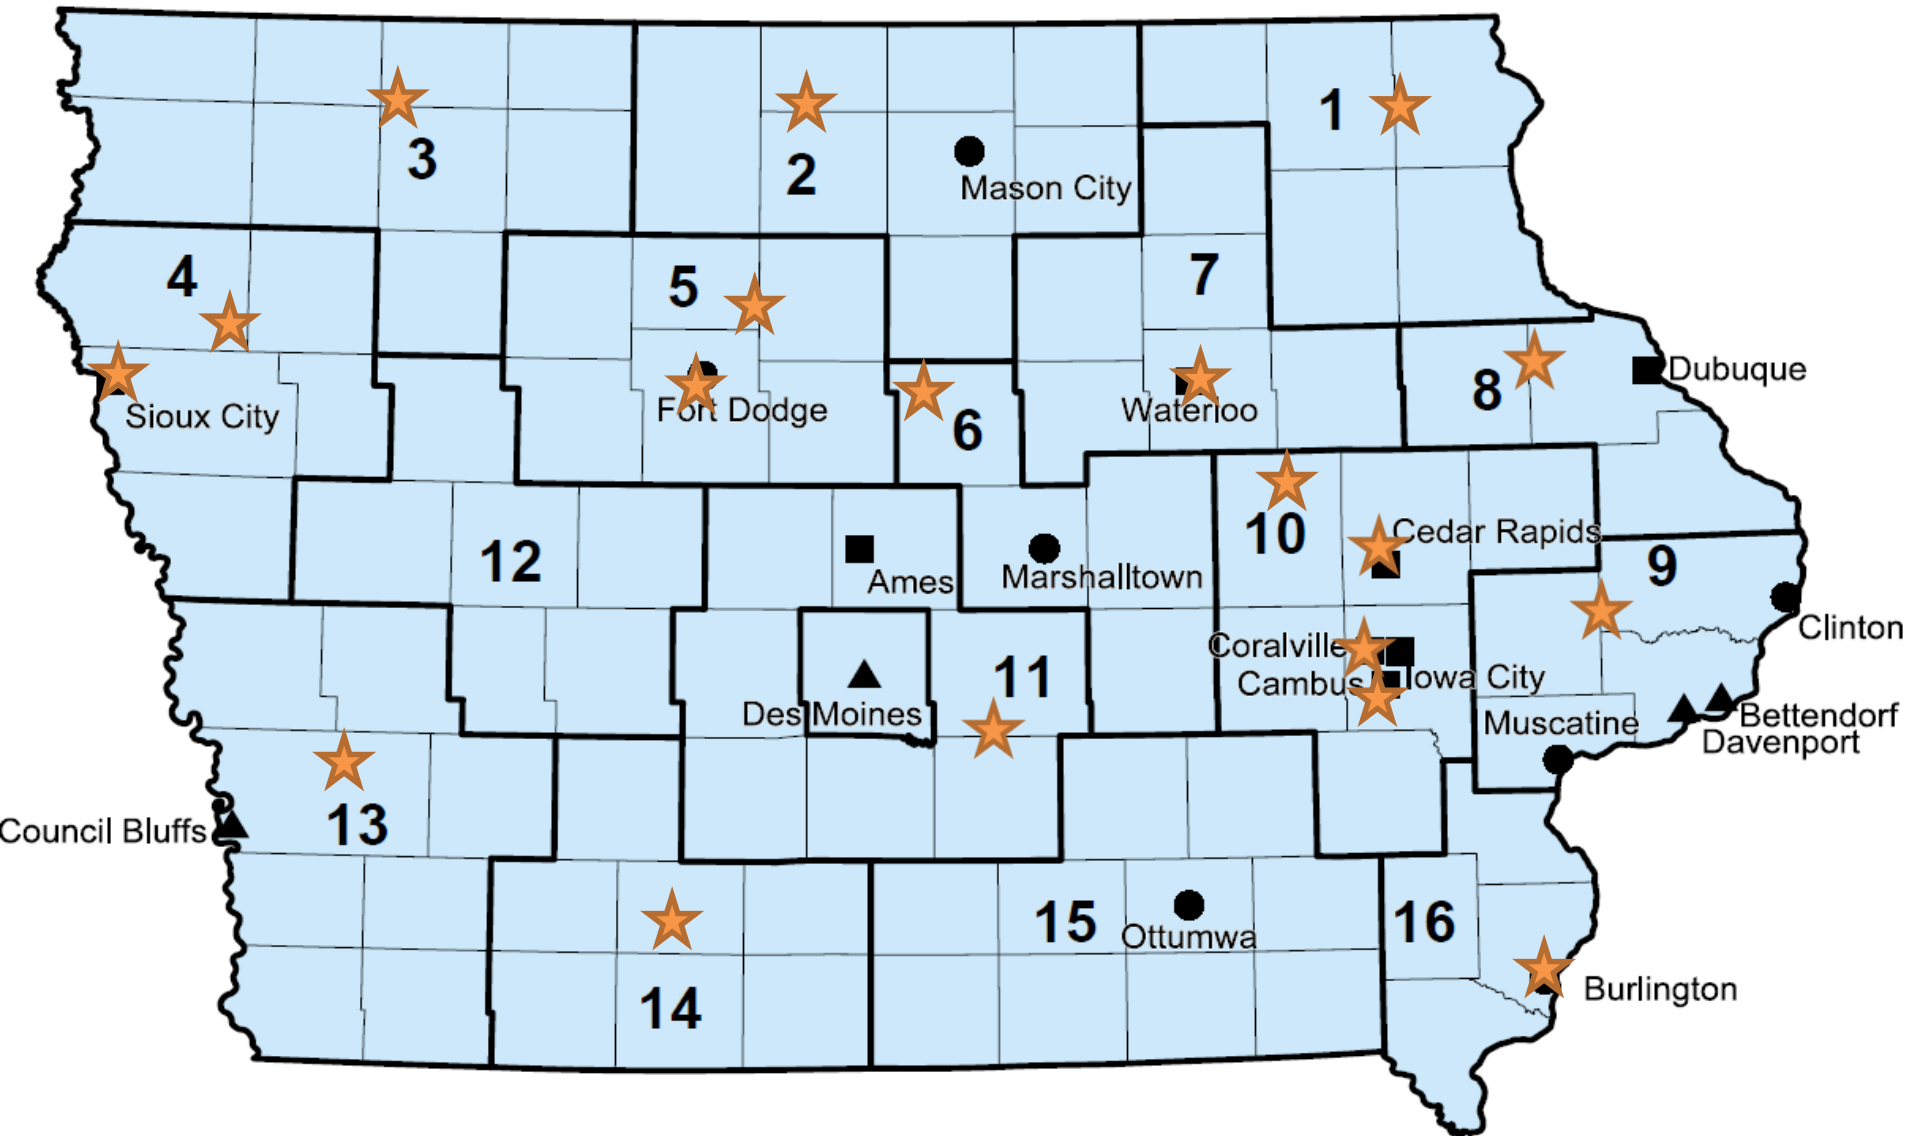 1
3
2
Mason City
4
5
7
Dubuque
8
Sioux City
Fort Dodge
Waterloo
6
10
Cedar Rapids
12
9
Ames
Marshalltown
Clinton
Coralville
11
Cambus
Iowa City
Des Moines
Muscatine
Bettendorf
Davenport
13
Council Bluffs
15
16
Ottumwa
14
Burlington